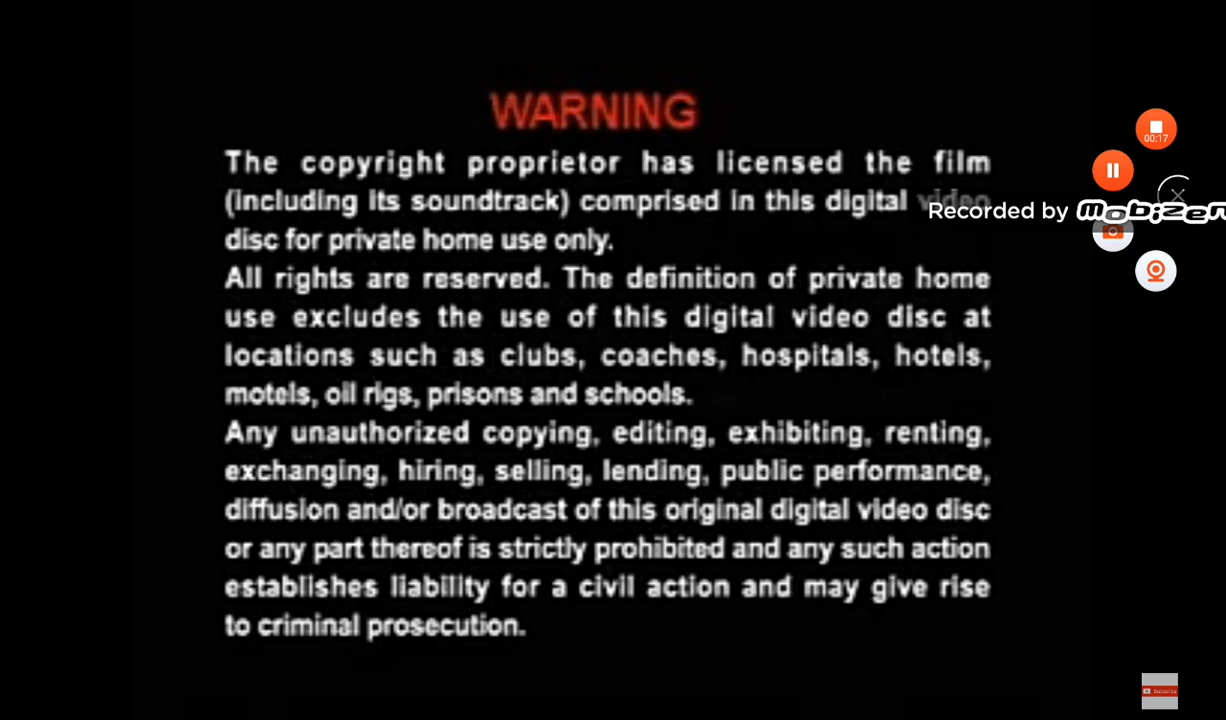 WARNING
00:17
The copyright proprietor has licensed the film
(including its soundtrack) comprised in this digital video
Recorded by mobizen
disc for private home use only.
All rights are reserved. The definition of private home
use excludes the use of this digital video disc at
locations such as clubs, coaches, hospitals, hotels,
motels, oil rigs, prisons and schools.
Any unauthorized copying, editing, exhibiting, renting,
exchanging, hiring, selling, lending, public performance,
diffusion and/or broadcast of this original digital video disc
or any part thereof is strictly prohibited and any such action
establishes liability for a civil action and may give rise
to criminal prosecution.
Subscribe